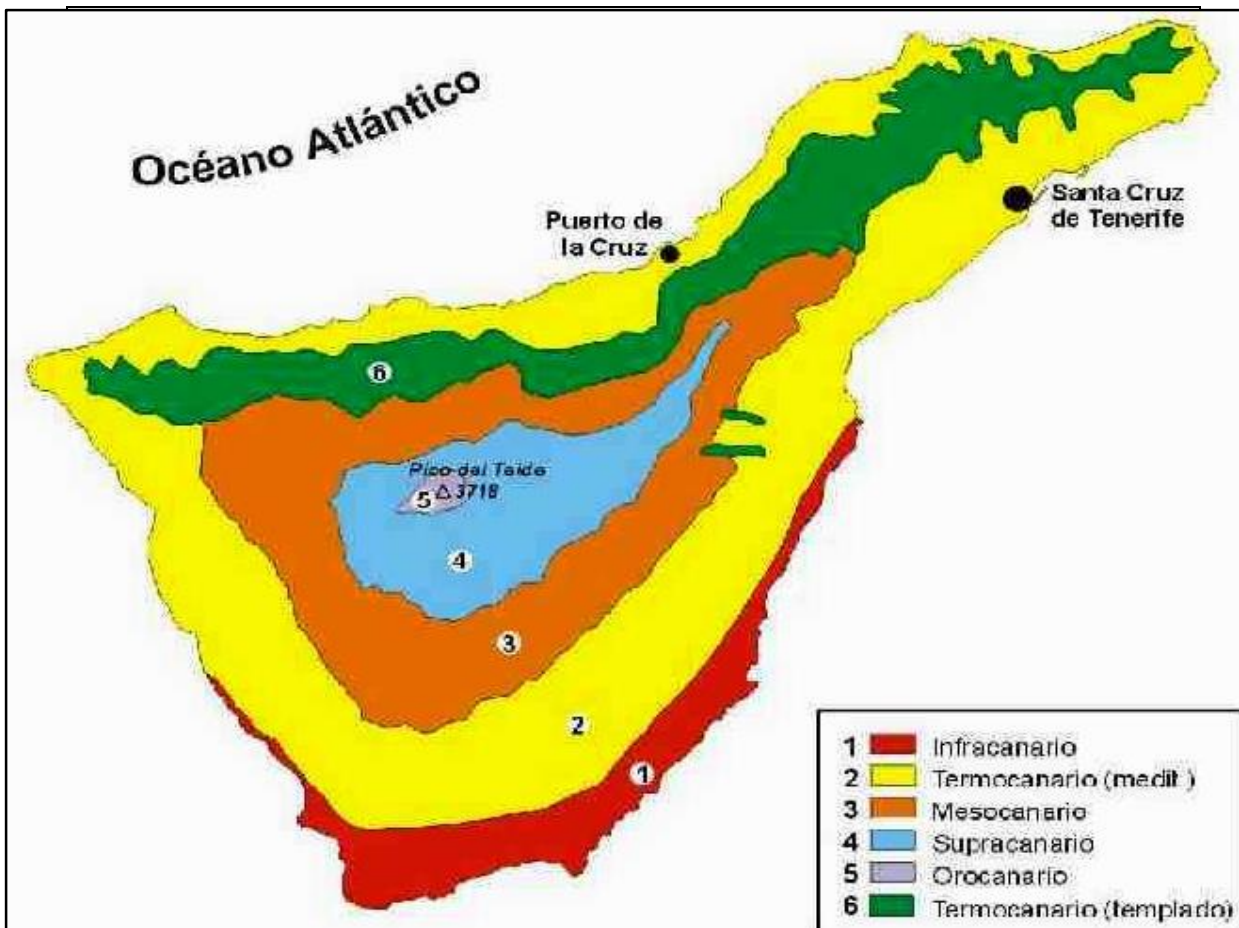 Océano Atlántico
Puerto de
la Cruz
Santa Cruz
de Tenerife
6
Pico del Teide
5 △ 3718
4
3
2
1
1 Infracanario
2 Termocanario (medit.)
3 Mesocanario
4 Supracanario
5 Orocanario
6 Termocanario (templado)